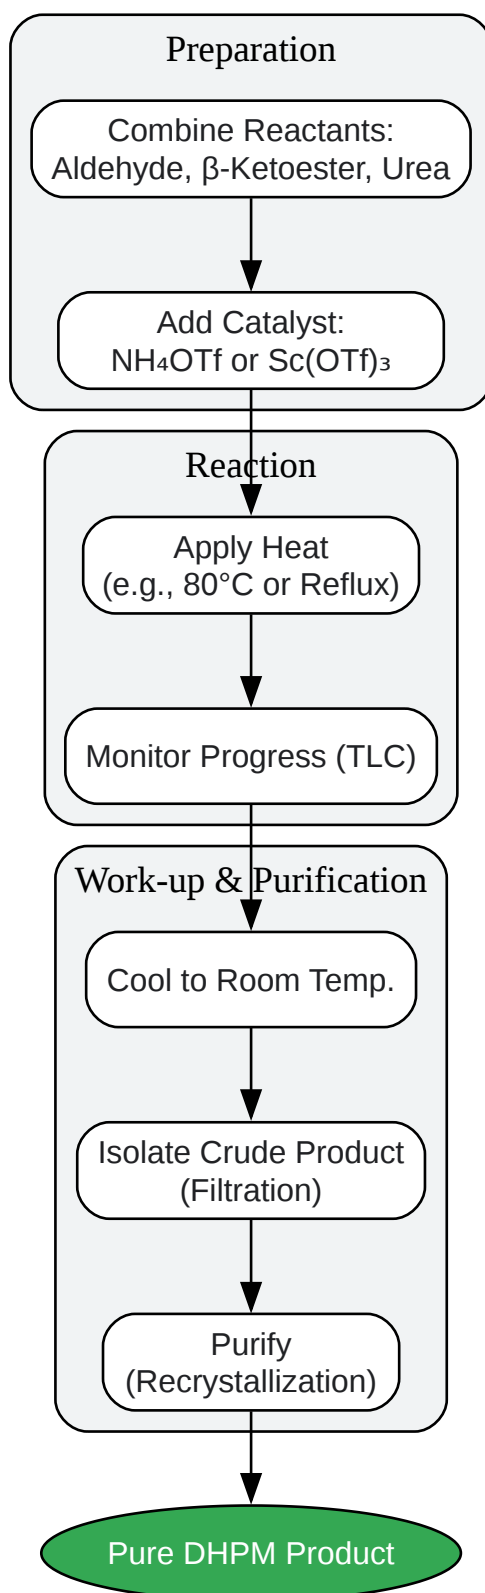 Preparation
Combine Reactants:
Aldehyde, β-Ketoester, Urea
Add Catalyst:
NH₄OTf or Sc(OTf)₃
Reaction
Apply Heat
(e.g., 80°C or Reflux)
Monitor Progress (TLC)
Work-up & Purification
Cool to Room Temp.
Isolate Crude Product
(Filtration)
Purify
(Recrystallization)
Pure DHPM Product